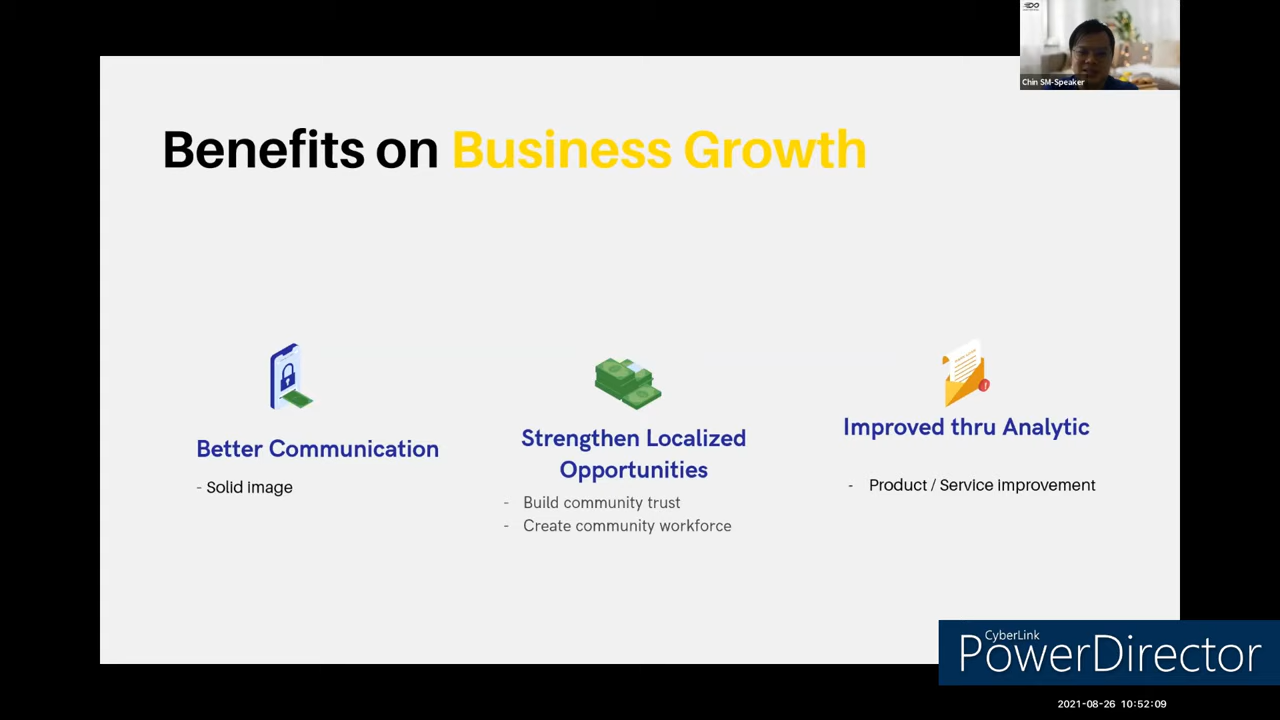 Chin SM-Speaker
Benefits on Business Growth
Better Communication
- Solid image
Strengthen Localized
Opportunities
- Build community trust
- Create community workforce
Improved thru Analytic
- Product / Service improvement
CyberLink
PowerDirector
2021-08-26 10:52:09